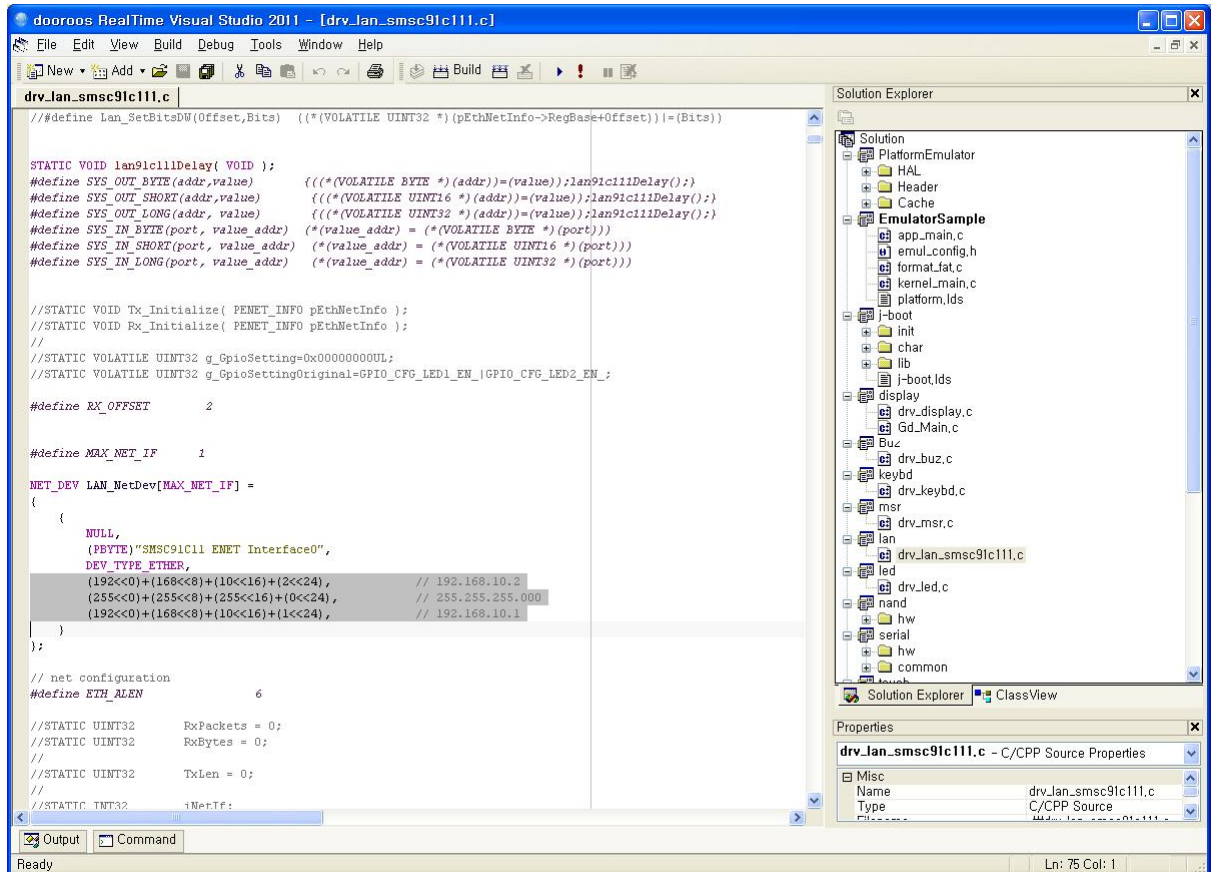 dooroos RealTime Visual Studio 2011 - [drv_lan_smsc91c111.c]
File Edit View Build Debug Tools Window Help
New Add Build
drv_lan_smsc91c111.c
//#define Lan_SetBitsDW(Offset,Bits) ((*(VOLATILE UINT32 *)(pEthNetInfo->RegBase+Offset))|=(Bits))
STATIC VOID lan91c111Delay( VOID );
#define SYS_OUT_BYTE(addr,value) {((*(VOLATILE BYTE *)(addr))=(value));lan91c111Delay();}
#define SYS_OUT_SHORT(addr,value) {((*(VOLATILE UINT16 *)(addr))=(value));lan91c111Delay();}
#define SYS_OUT_LONG(addr, value) {((*(VOLATILE UINT32 *)(addr))=(value));lan91c111Delay();}
#define SYS_IN_BYTE(port, value_addr) (*(value_addr) = (*(VOLATILE BYTE *)(port)))
#define SYS_IN_SHORT(port, value_addr) (*(value_addr) = (*(VOLATILE UINT16 *)(port)))
#define SYS_IN_LONG(port, value_addr) (*(value_addr) = (*(VOLATILE UINT32 *)(port)))
//STATIC VOID Tx_Initialize( PENET_INFO pEthNetInfo );
//STATIC VOID Rx_Initialize( PENET_INFO pEthNetInfo );
//
//STATIC VOLATILE UINT32 g_GpioSetting=0x00000000UL;
//STATIC VOLATILE UINT32 g_GpioSettingOriginal=GPIO_CFG_LED1_EN_|GPIO_CFG_LED2_EN_;
#define RX_OFFSET 2
#define MAX_NET_IF 1
NET_DEV LAN_NetDev[MAX_NET_IF] =
{
{
NULL,
(PBYTE)"SMSC91C11 ENET Interface0",
DEV_TYPE_ETHER,
(192<<0)+(168<<8)+(10<<16)+(2<<24), // 192.168.10.2
(255<<0)+(255<<8)+(255<<16)+(0<<24), // 255.255.255.000
(192<<0)+(168<<8)+(10<<16)+(1<<24), // 192.168.10.1
}
};
// net configuration
#define ETH_ALEN 6
//STATIC UINT32 RxPackets = 0;
//STATIC UINT32 RxBytes = 0;
//
//STATIC UINT32 TxLen = 0;
//
//STATIC INT32 iNetIf;
Solution Explorer
Solution
PlatformEmulator
HAL
Header
Cache
EmulatorSample
app_main.c
emul_config.h
format_fat.c
kernel_main.c
platform.lds
j-boot
init
char
lib
j-boot.lds
display
drv_display.c
Gd_Main.c
Buz
drv_buz.c
keybd
drv_keybd.c
msr
drv_msr.c
lan
drv_lan_smsc91c111.c
led
drv_led.c
nand
hw
serial
hw
common
touch
Solution Explorer ClassView
Properties
drv_lan_smsc91c111.c - C/CPP Source Properties
Misc
Name drv_lan_smsc91c111.c
Type C/CPP Source
Filename
Output Command
Ready Ln: 75 Col: 1